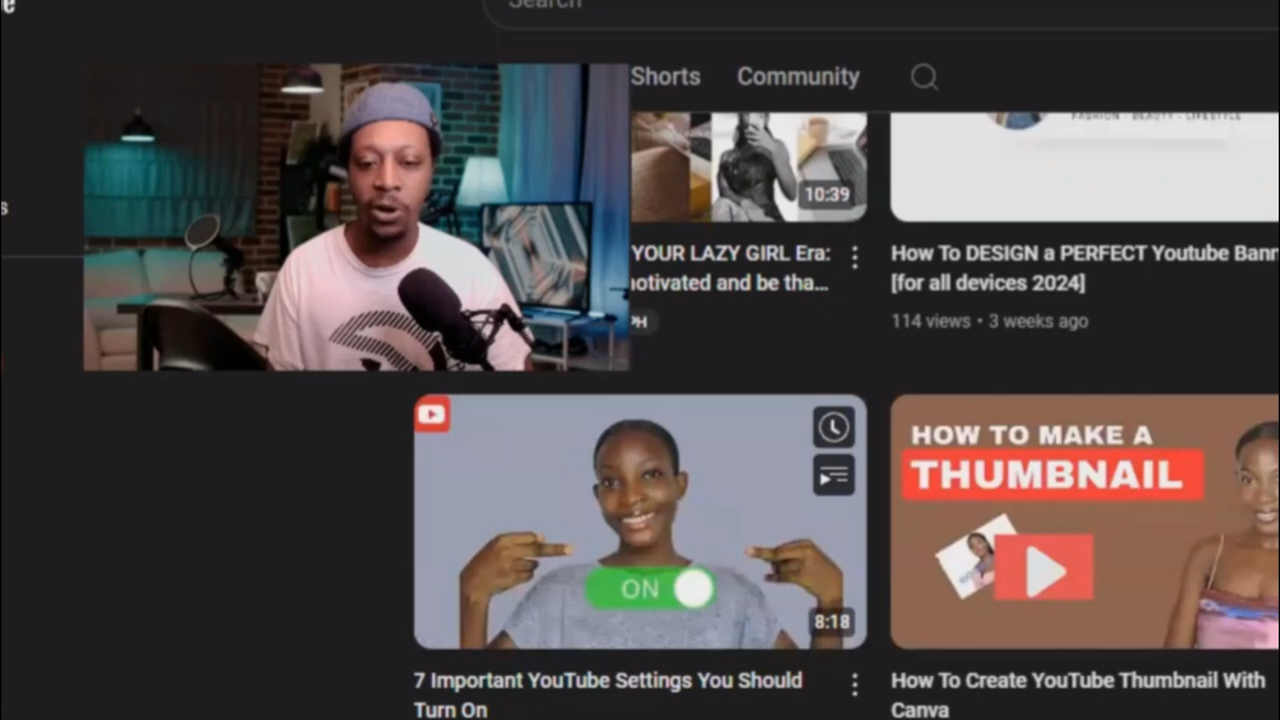 Search
Shorts
Community
FASHION - BEAUTY - LIFESTYLE
10:39
YOUR LAZY GIRL Era:
otivated and be tha...
PH
How To DESIGN a PERFECT Youtube Bann
[for all devices 2024]
114 views • 3 weeks ago
s
e
ON
8:18
HOW TO MAKE A
THUMBNAIL
7 Important YouTube Settings You Should
Turn On
How To Create YouTube Thumbnail With
Canva